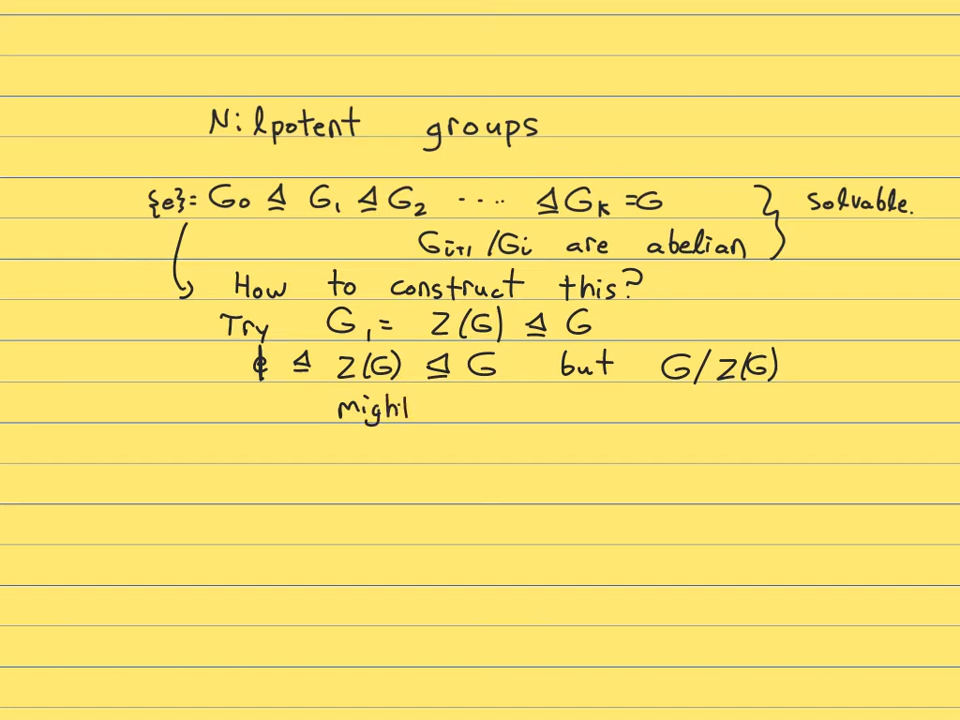 Nilpotent groups
{e}= G₀ ⊴ G₁ ⊴ G₂ .... ⊴ Gₖ = G } solvable.
Gᵢ₊₁ / Gᵢ are abelian
How to construct this?
Try G₁ = Z(G) ⊴ G
⊴ Z(G) ⊴ G but G/Z(G)
might